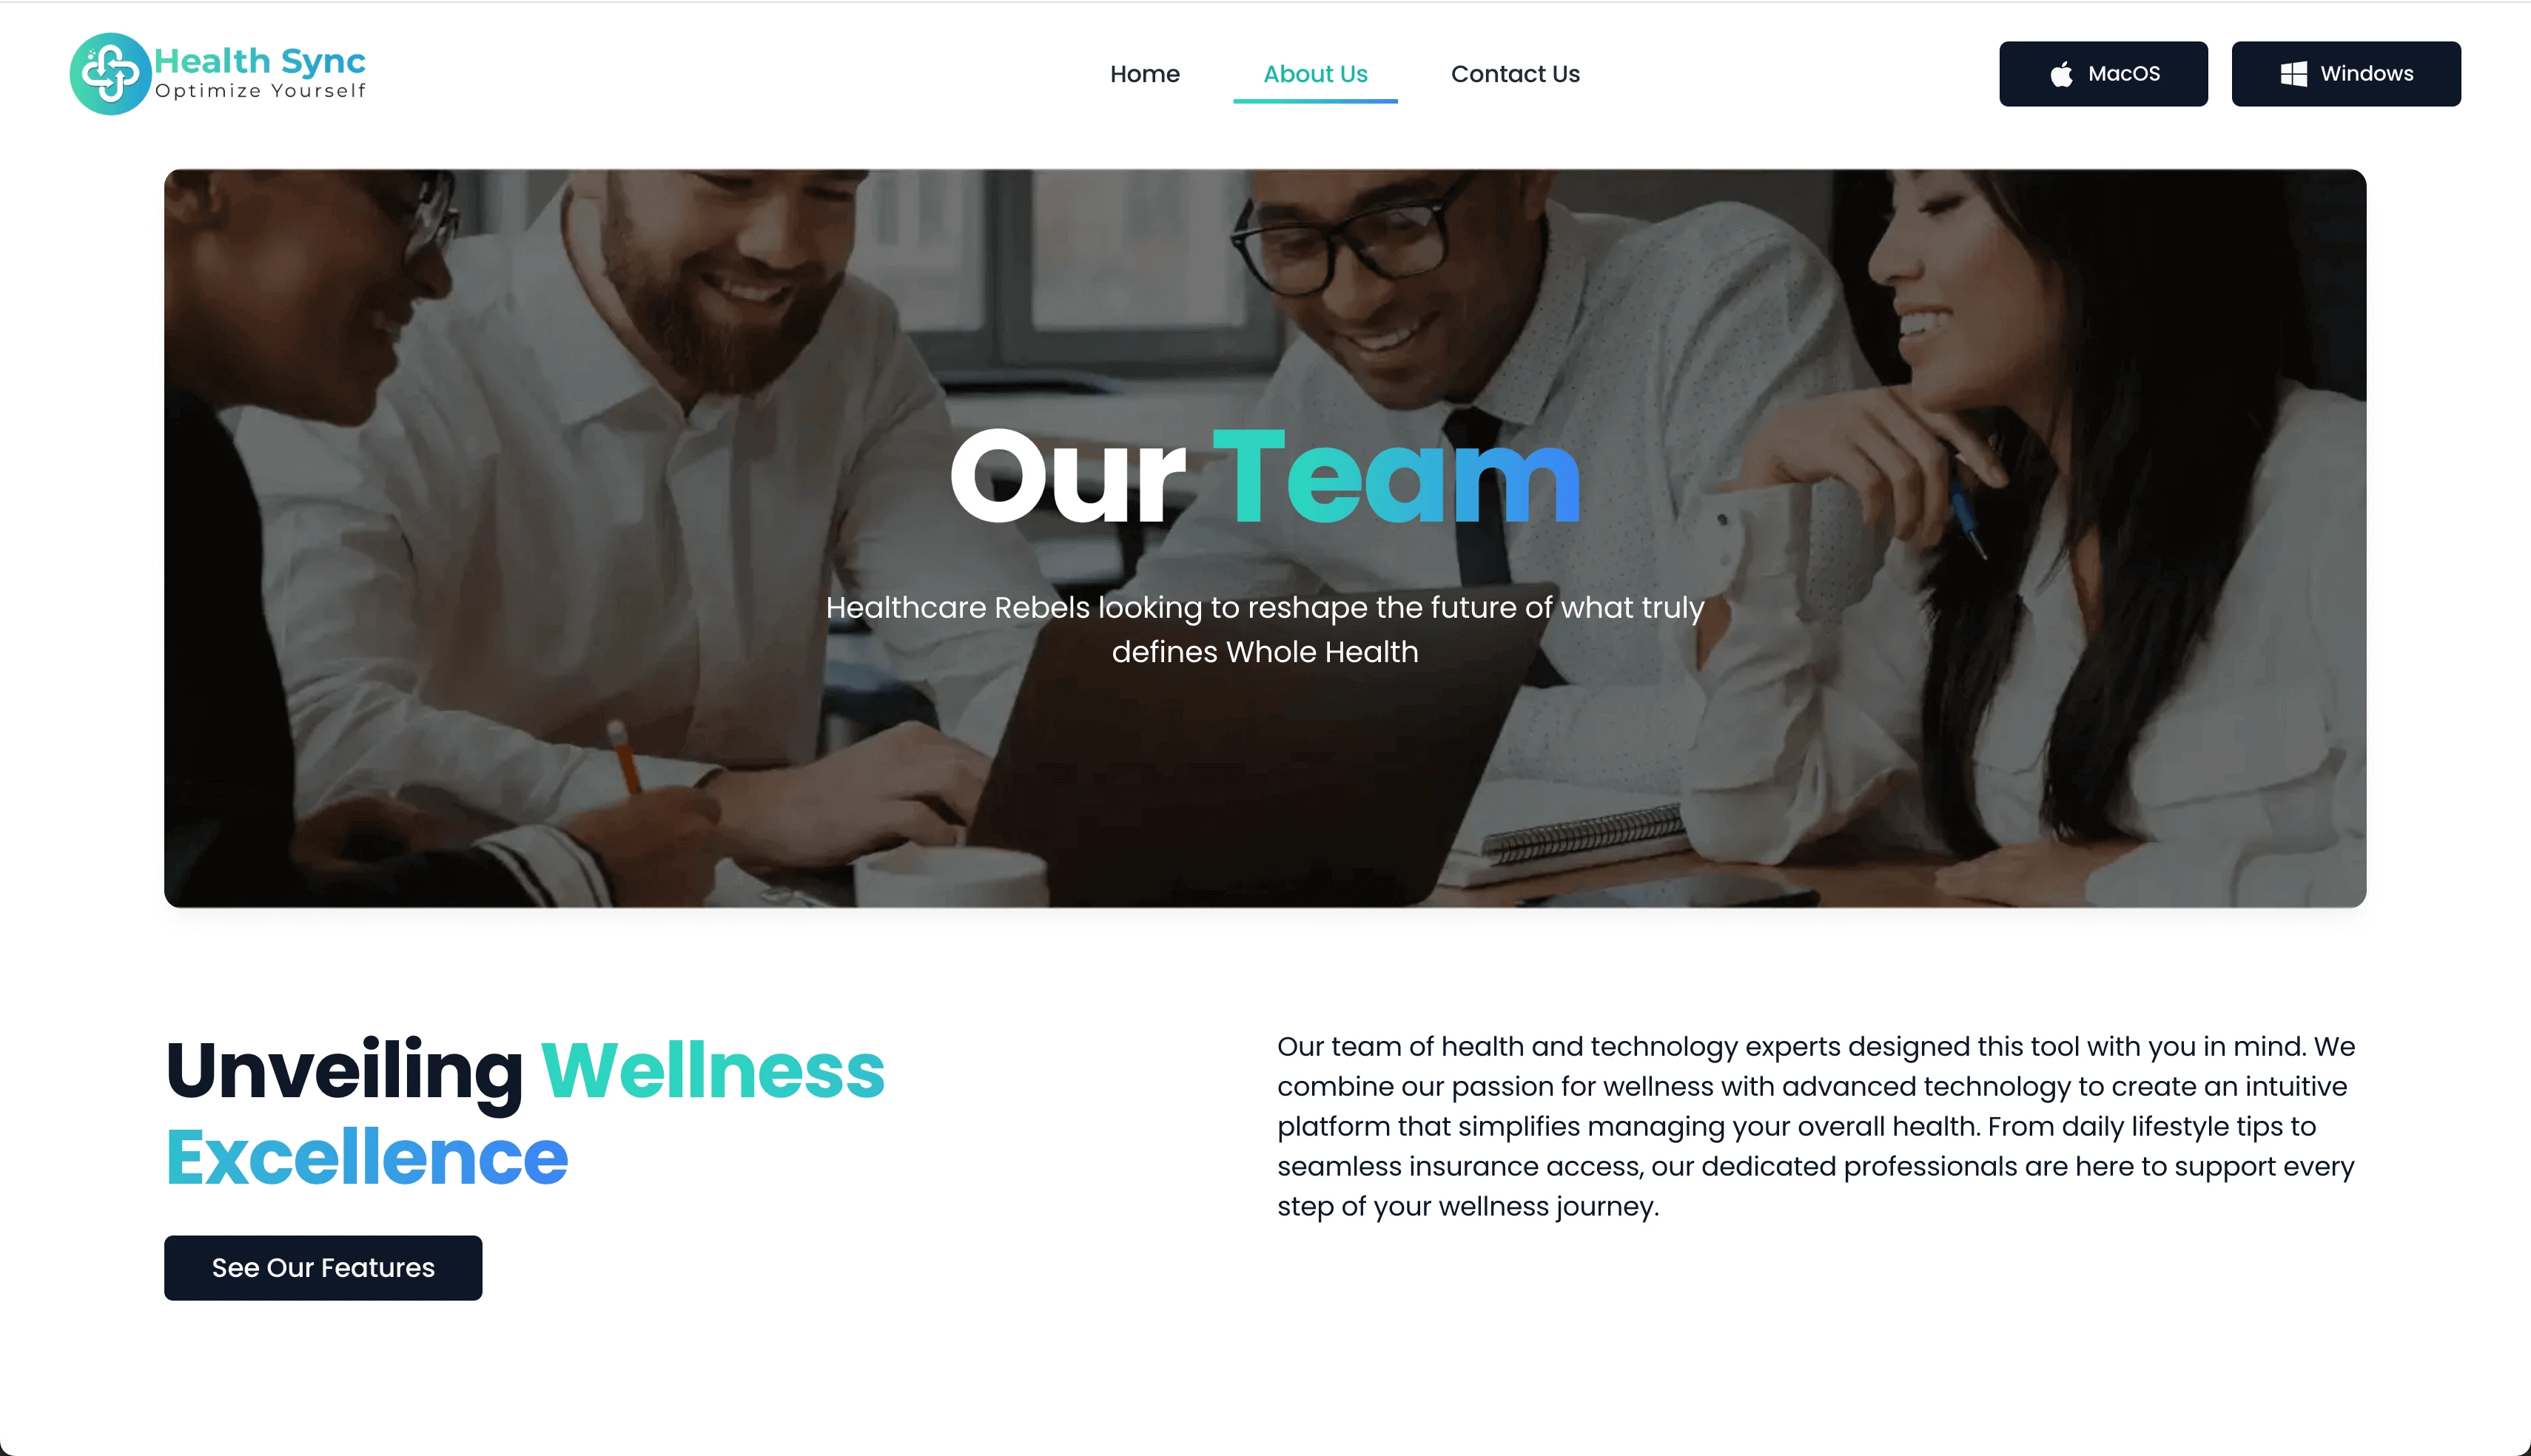 Health Sync
Optimize Yourself
Home
About Us
Contact Us
MacOS
Windows
Our Team
Healthcare Rebels looking to reshape the future of what truly
defines Whole Health
Unveiling Wellness
Excellence
See Our Features
Our team of health and technology experts designed this tool with you in mind. We
combine our passion for wellness with advanced technology to create an intuitive
platform that simplifies managing your overall health. From daily lifestyle tips to
seamless insurance access, our dedicated professionals are here to support every
step of your wellness journey.